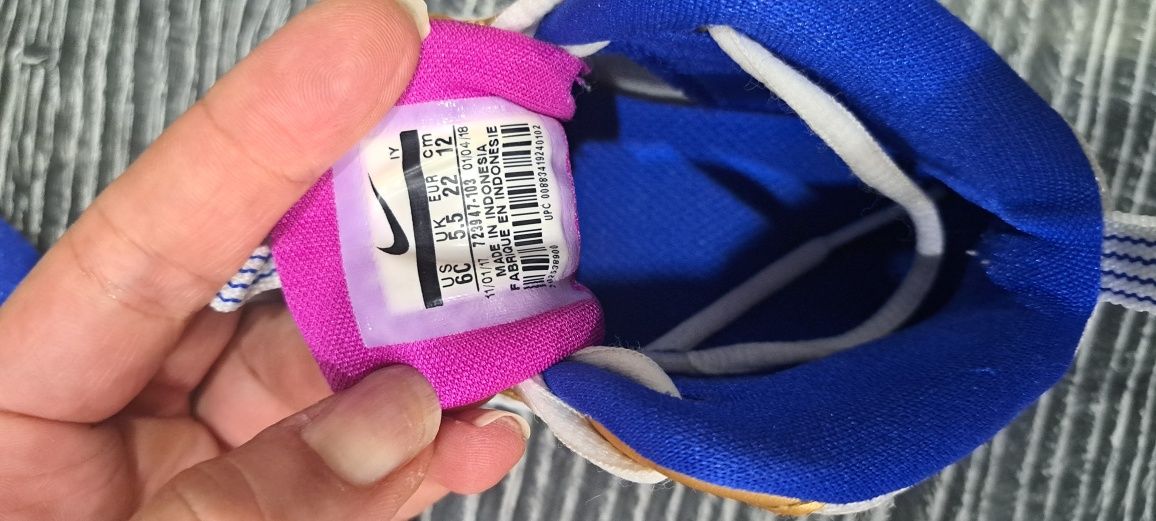 IY
US UK EUR cm
6C 5.5 22 12
11/01/17 723947-103 01/04/18
MADE IN INDONESIA
FABRIQUE EN INDONESIE
UPC 00883419240102